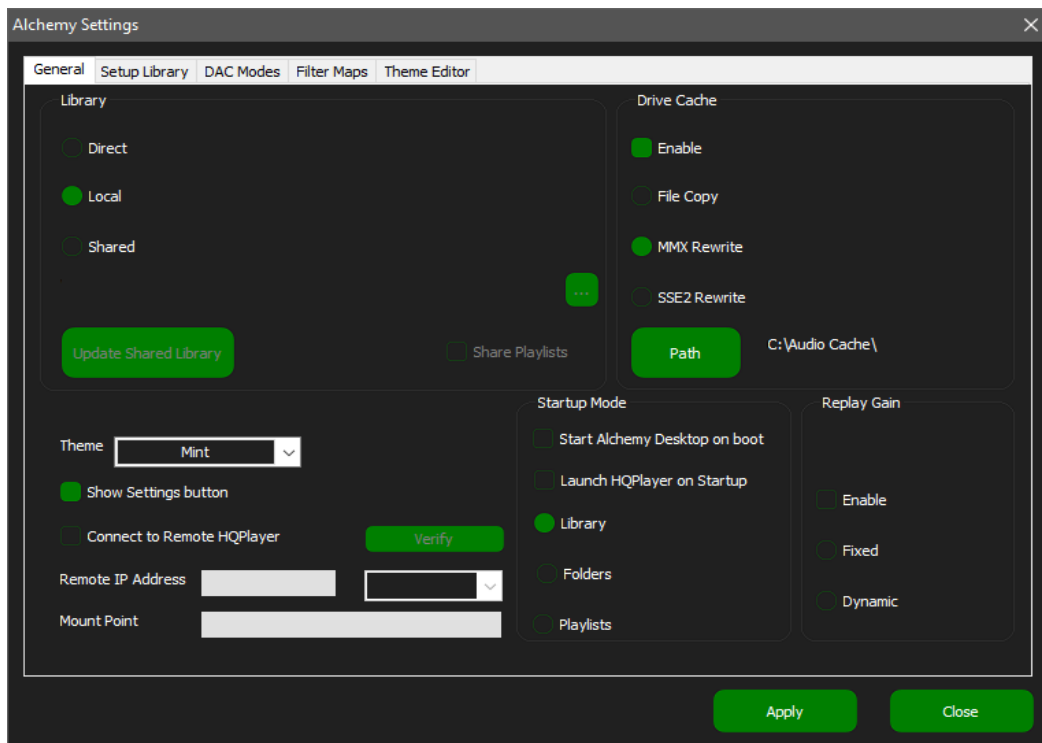 Alchemy Settings
General Setup Library DAC Modes Filter Maps Theme Editor
Library
Direct
Local
Shared
...
Update Shared Library
Share Playlists
Drive Cache
Enable
File Copy
MMX Rewrite
SSE2 Rewrite
Path
C:\Audio Cache\
Theme
Mint
Show Settings button
Connect to Remote HQPlayer
Verify
Remote IP Address
Mount Point
Startup Mode
Start Alchemy Desktop on boot
Launch HQPlayer on Startup
Library
Folders
Playlists
Replay Gain
Enable
Fixed
Dynamic
Apply
Close